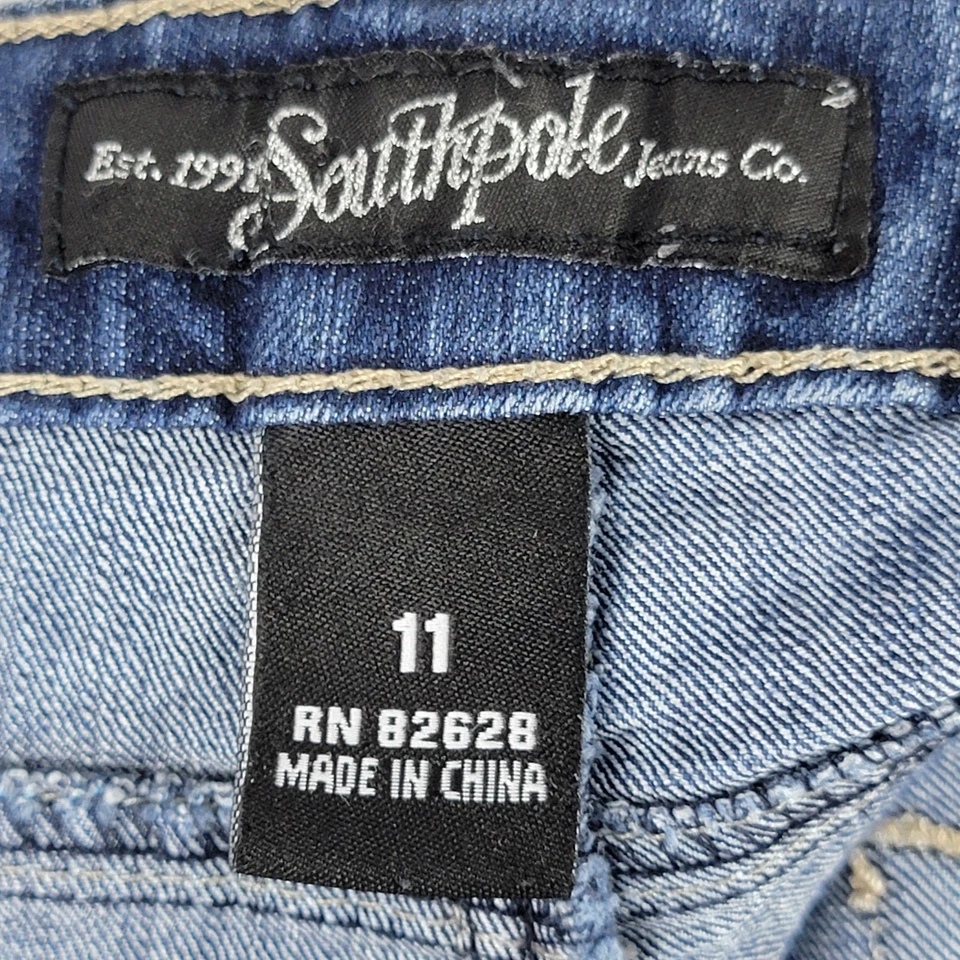 Est. 1991 Southpole Jeans Co.
11
RN 82628
MADE IN CHINA